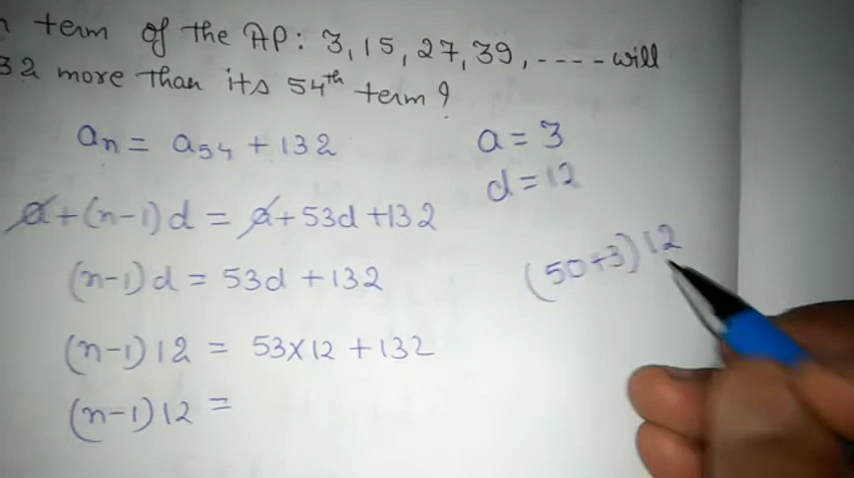 term of the AP: 3, 15, 27, 39, ---- will
32 more than its 54th term?
an = a54 + 132
a = 3
d = 12
a + (n-1)d = a + 53d + 132
(n-1)d = 53d + 132
(50+3)12
(n-1)12 = 53×12 + 132
(n-1)12 =